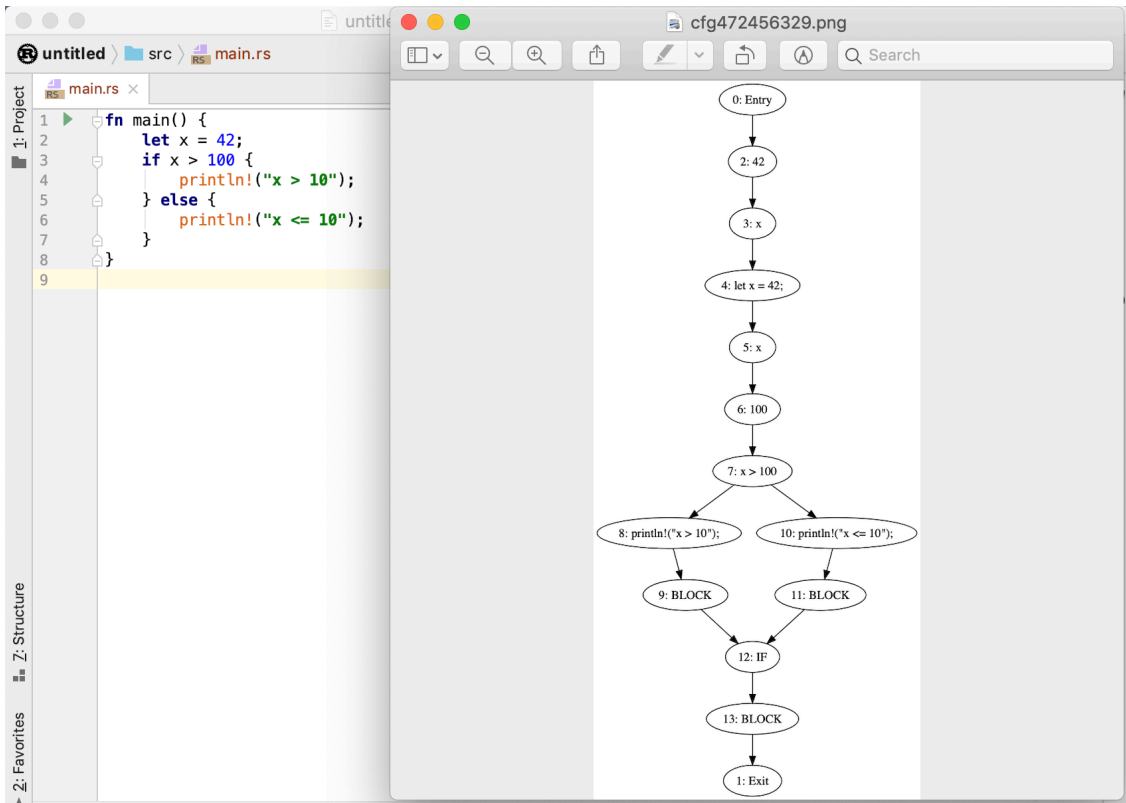 untitle
cfg472456329.png
untitled
src
main.rs
Search
main.rs
1: Project
1 fn main() {
2 let x = 42;
3 if x > 100 {
4 println!("x > 10");
5 } else {
6 println!("x <= 10");
7 }
8 }
9
7: Structure
2: Favorites
0: Entry
2: 42
3: x
4: let x = 42;
5: x
6: 100
7: x > 100
8: println!("x > 10");
10: println!("x <= 10");
9: BLOCK
11: BLOCK
12: IF
13: BLOCK
1: Exit